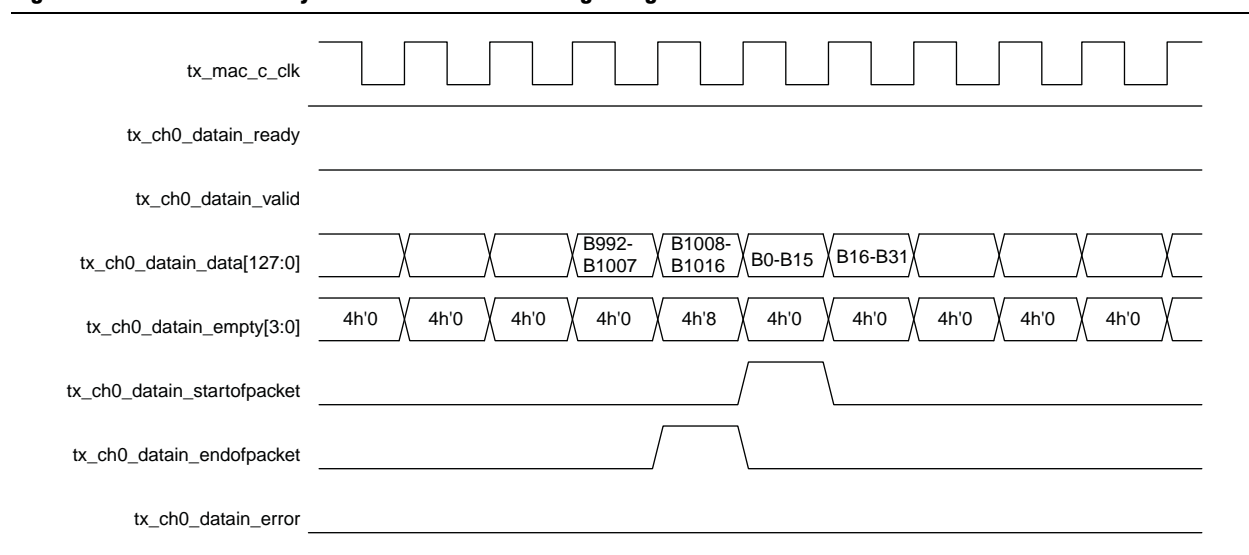 tx_mac_c_clk
tx_ch0_datain_ready
tx_ch0_datain_valid
tx_ch0_datain_data[127:0]
B992-
B1007
B1008-
B1016
B0-B15
B16-B31
tx_ch0_datain_empty[3:0]
4h'0
4h'0
4h'0
4h'0
4h'8
4h'0
4h'0
4h'0
4h'0
4h'0
tx_ch0_datain_startofpacket
tx_ch0_datain_endofpacket
tx_ch0_datain_error